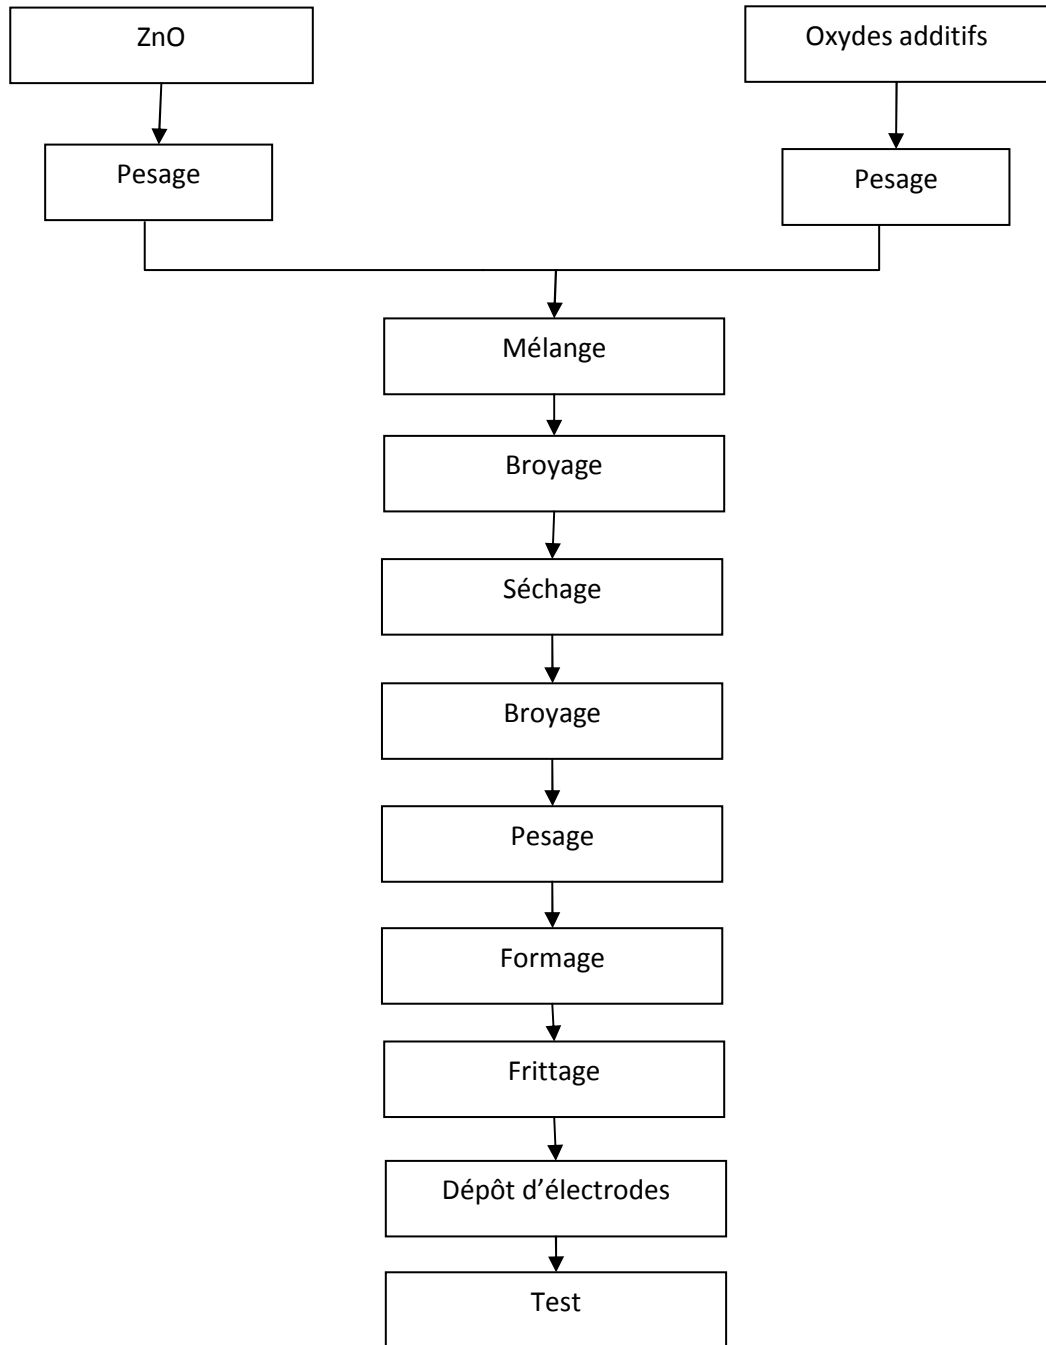 ZnO
Oxydes additifs
Pesage
Pesage
Mélange
Broyage
Séchage
Broyage
Pesage
Formage
Frittage
Dépôt d’électrodes
Test